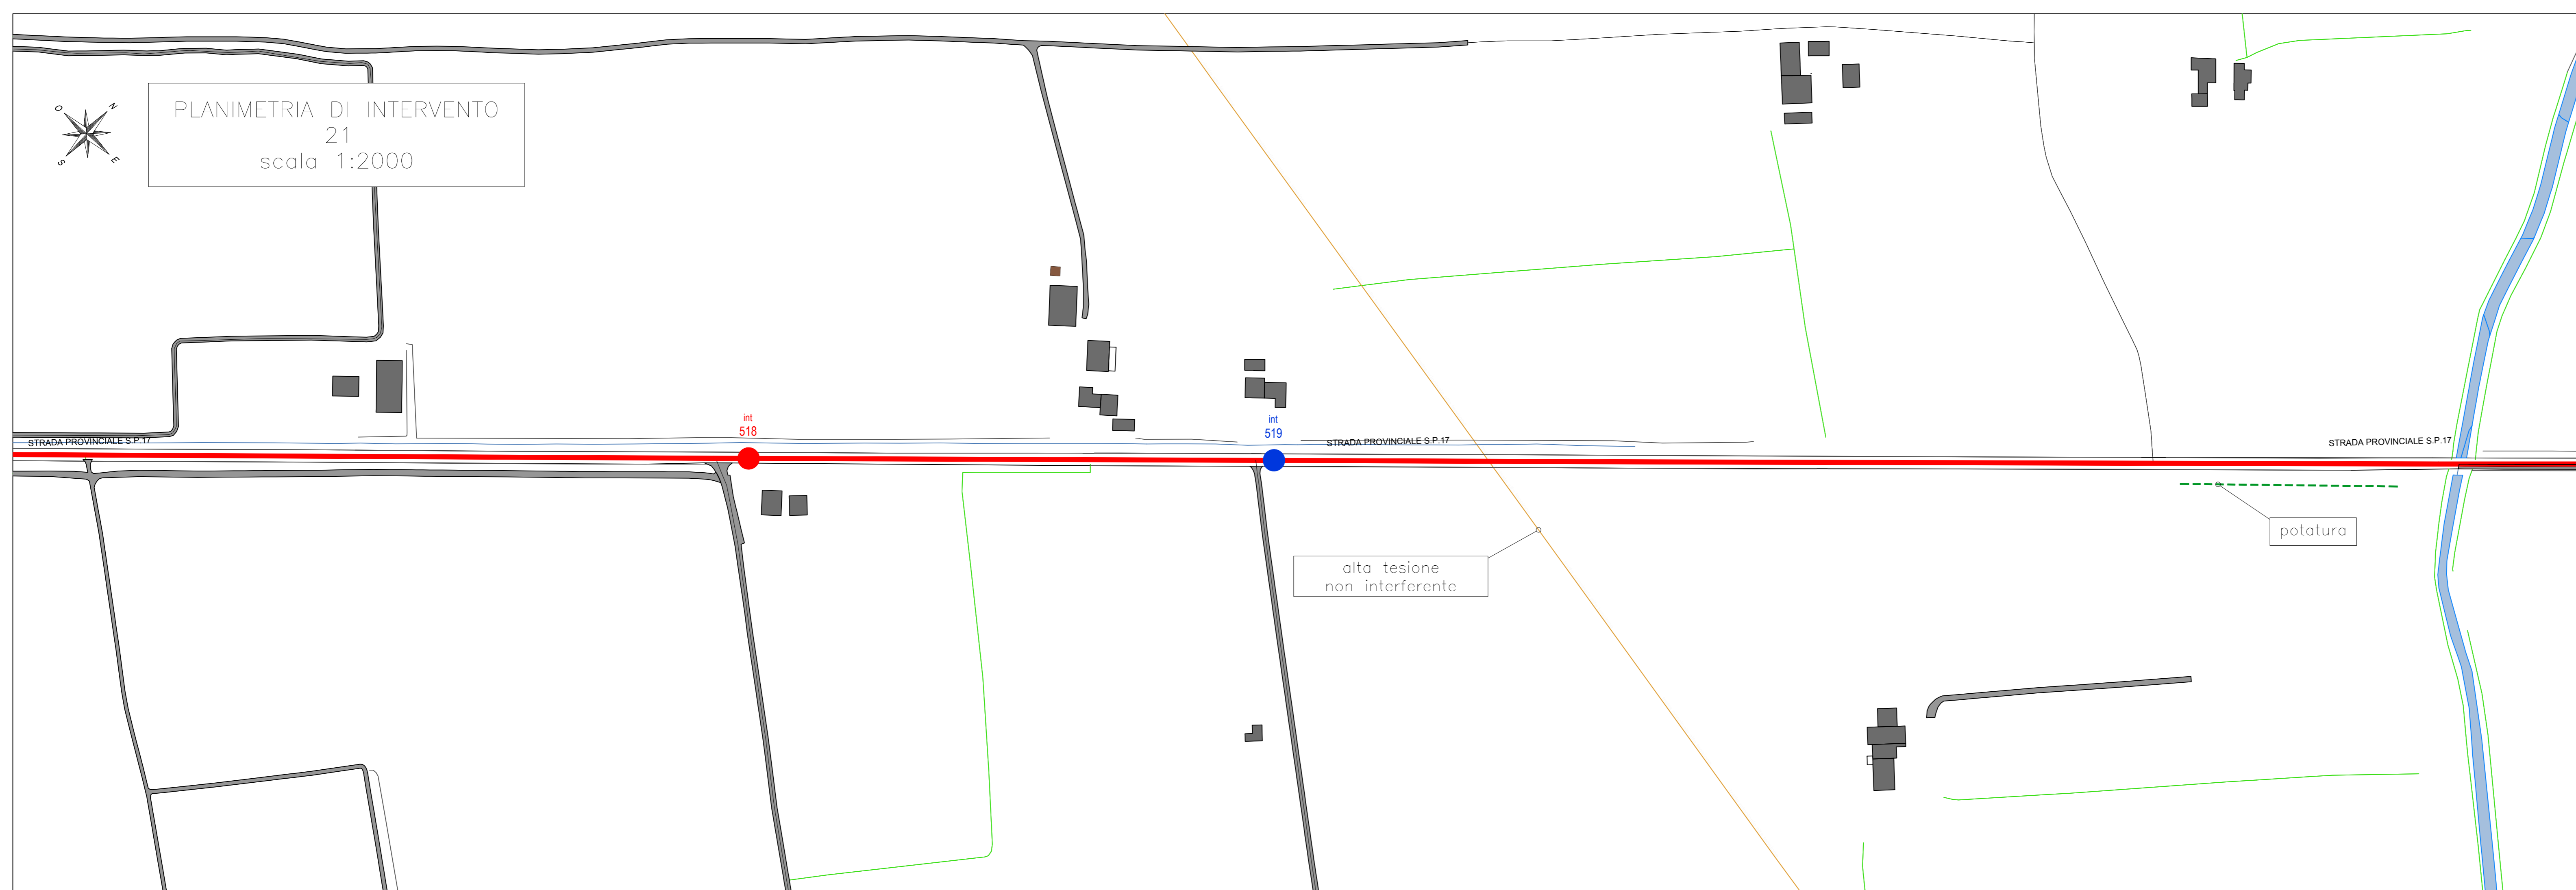 PLANIMETRIA DI INTERVENTO
21
scala 1:2000
O
N
S
E
int
518
int
519
STRADA PROVINCIALE S.P.17
STRADA PROVINCIALE S.P.17
STRADA PROVINCIALE S.P.17
potatura
alta tesione
non interferente